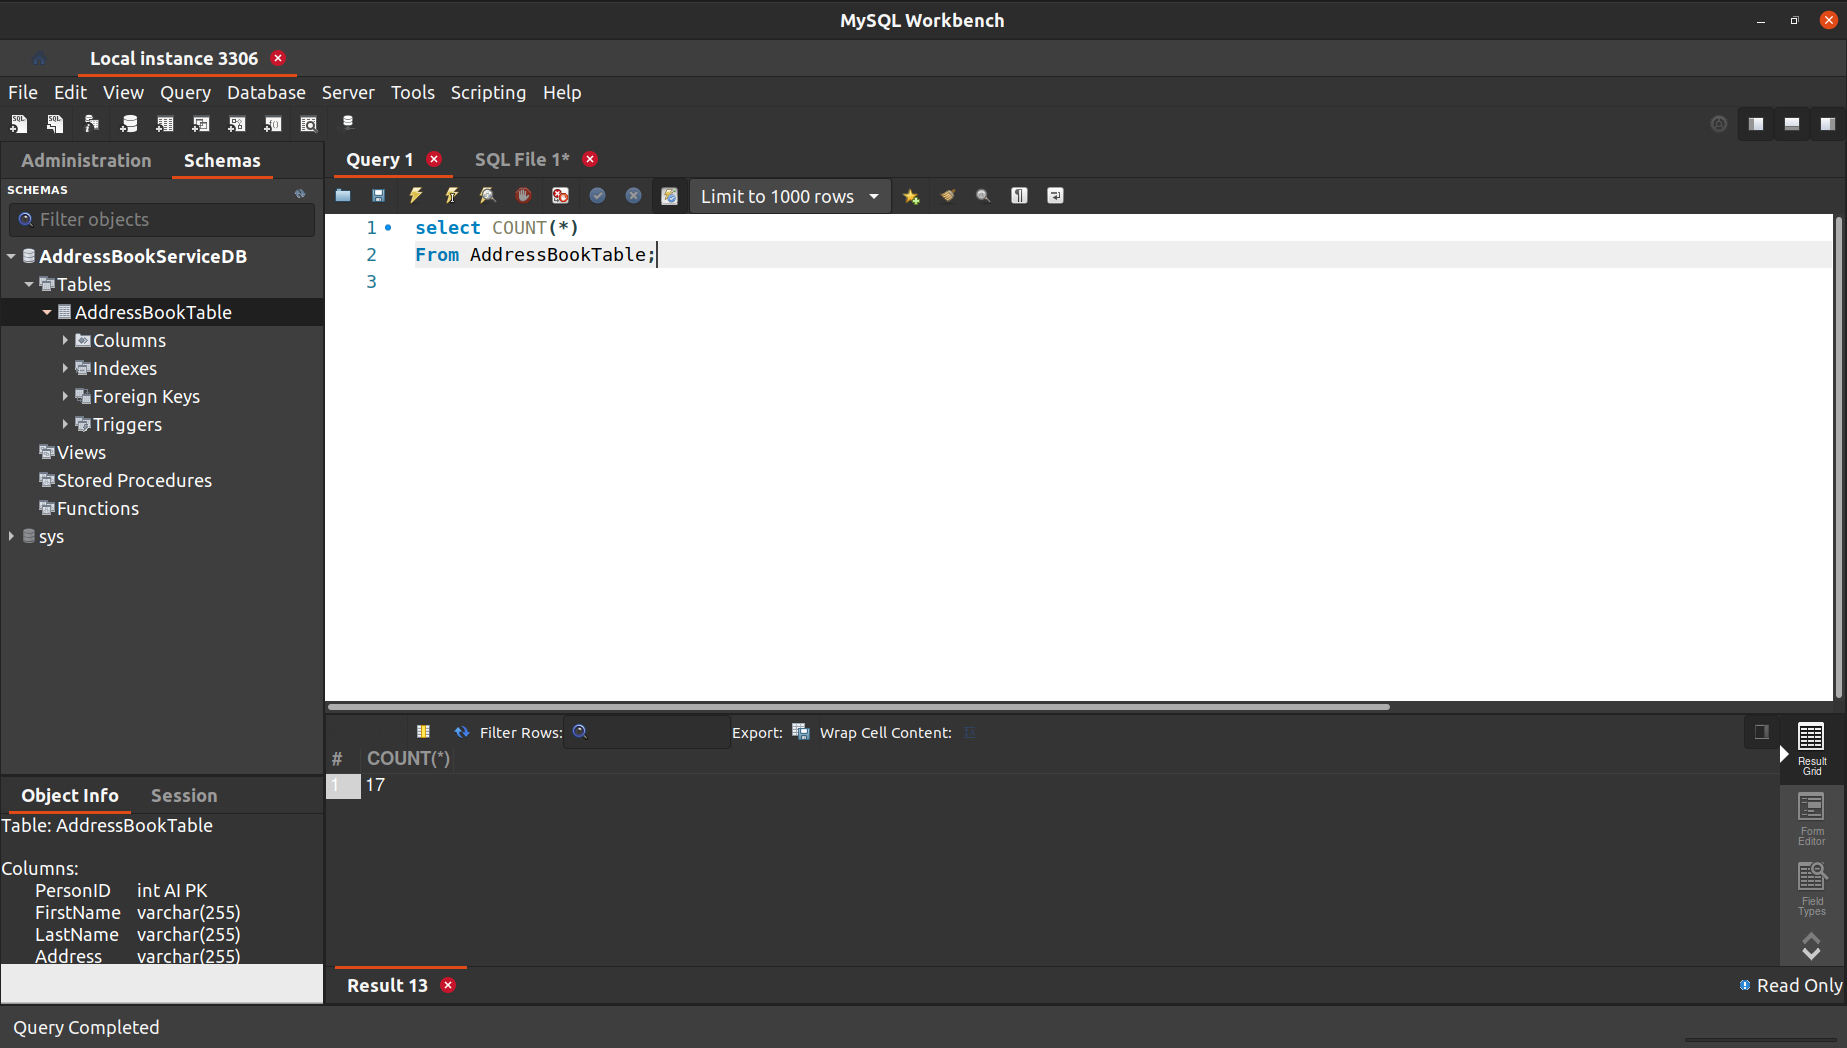 MySQL Workbench
Local instance 3306
File Edit View Query Database Server Tools Scripting Help
Administration Schemas
SCHEMAS
Filter objects
AddressBookServiceDB
Tables
AddressBookTable
Columns
Indexes
Foreign Keys
Triggers
Views
Stored Procedures
Functions
sys
Object Info Session
Table: AddressBookTable
Columns:
PersonID int AI PK
FirstName varchar(255)
LastName varchar(255)
Address varchar(255)
Query 1 SQL File 1*
Limit to 1000 rows
1 select COUNT(*)
2 From AddressBookTable;
3
Filter Rows: Export: Wrap Cell Content:
# COUNT(*)
1 17
Result
Grid
Form
Editor
Field
Types
Result 13
Read Only
Query Completed